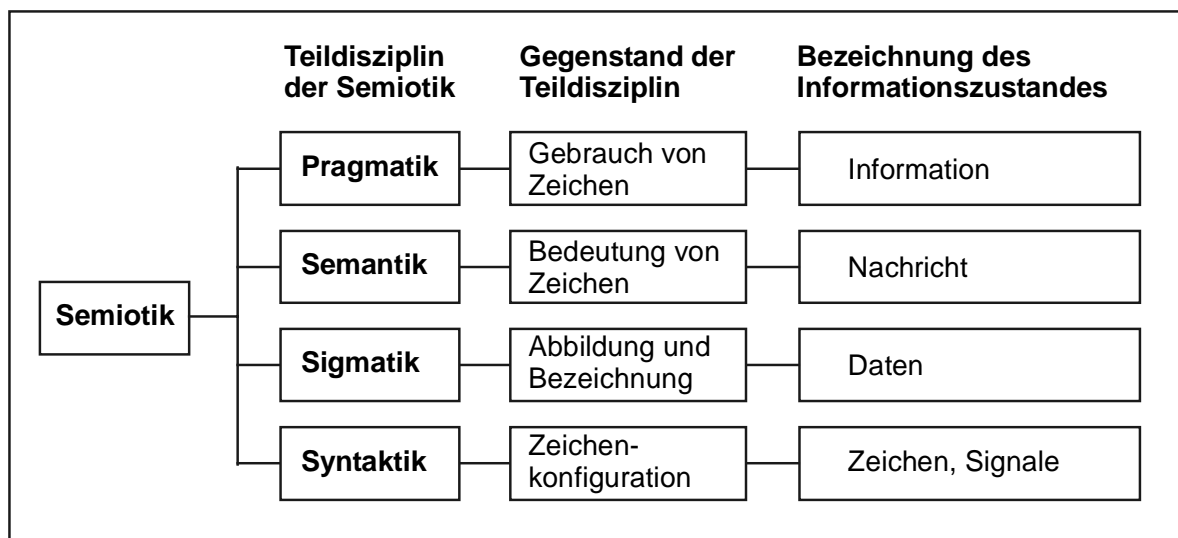 Teildisziplin
der Semiotik
Gegenstand der
Teildisziplin
Bezeichnung des
Informationszustandes
Semiotik
Pragmatik
Gebrauch von
Zeichen
Information
Semantik
Bedeutung von
Zeichen
Nachricht
Sigmatik
Abbildung und
Bezeichnung
Daten
Syntaktik
Zeichen-
konfiguration
Zeichen, Signale